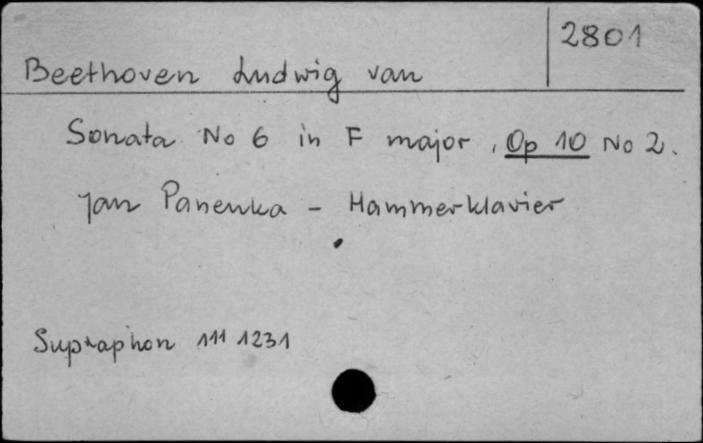 2801
Beethoven Ludwig van
Sonata No 6 in F major, Op 10 No 2.
Jan Panenka - Hammerklavier
Supraphon 111 1231